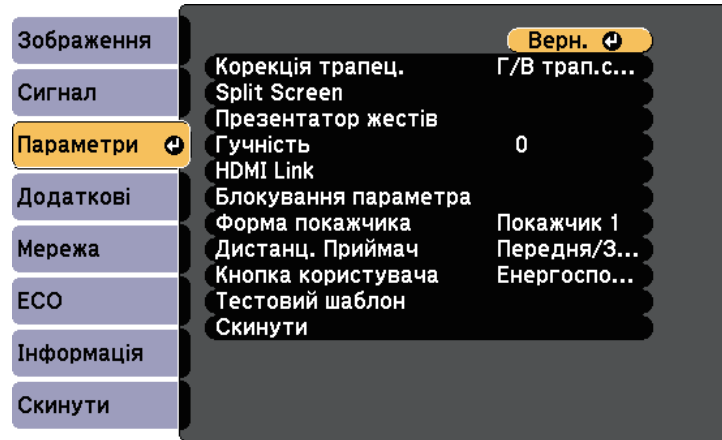 Зображення
Сигнал
Параметри
Додаткові
Мережа
ECO
Інформація
Скинути
Верн.
Корекція трапец. Г/В трап.с...
Split Screen
Презентатор жестів
Гучність 0
HDMI Link
Блокування параметра
Форма покажчика Покажчик 1
Дистанц. Приймач Передня/З...
Кнопка користувача Енергоспо...
Тестовий шаблон
Скинути